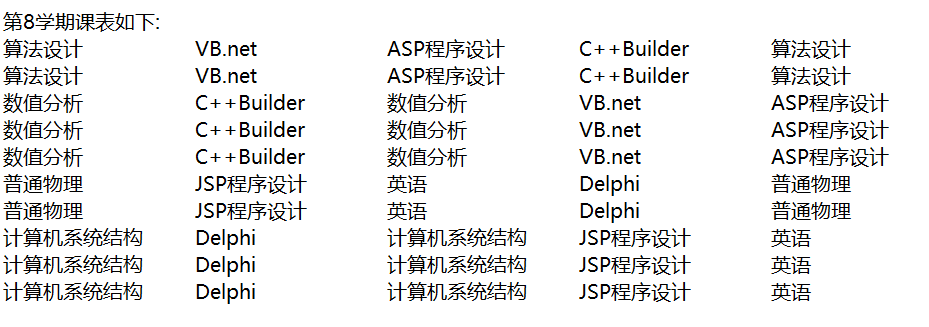 第8学期课表如下:
算法设计 VB.net ASP程序设计 C++Builder 算法设计
算法设计 VB.net ASP程序设计 C++Builder 算法设计
数值分析 C++Builder 数值分析 VB.net ASP程序设计
数值分析 C++Builder 数值分析 VB.net ASP程序设计
数值分析 C++Builder 数值分析 VB.net ASP程序设计
普通物理 JSP程序设计 英语 Delphi 普通物理
普通物理 JSP程序设计 英语 Delphi 普通物理
计算机系统结构 Delphi 计算机系统结构 JSP程序设计 英语
计算机系统结构 Delphi 计算机系统结构 JSP程序设计 英语
计算机系统结构 Delphi 计算机系统结构 JSP程序设计 英语